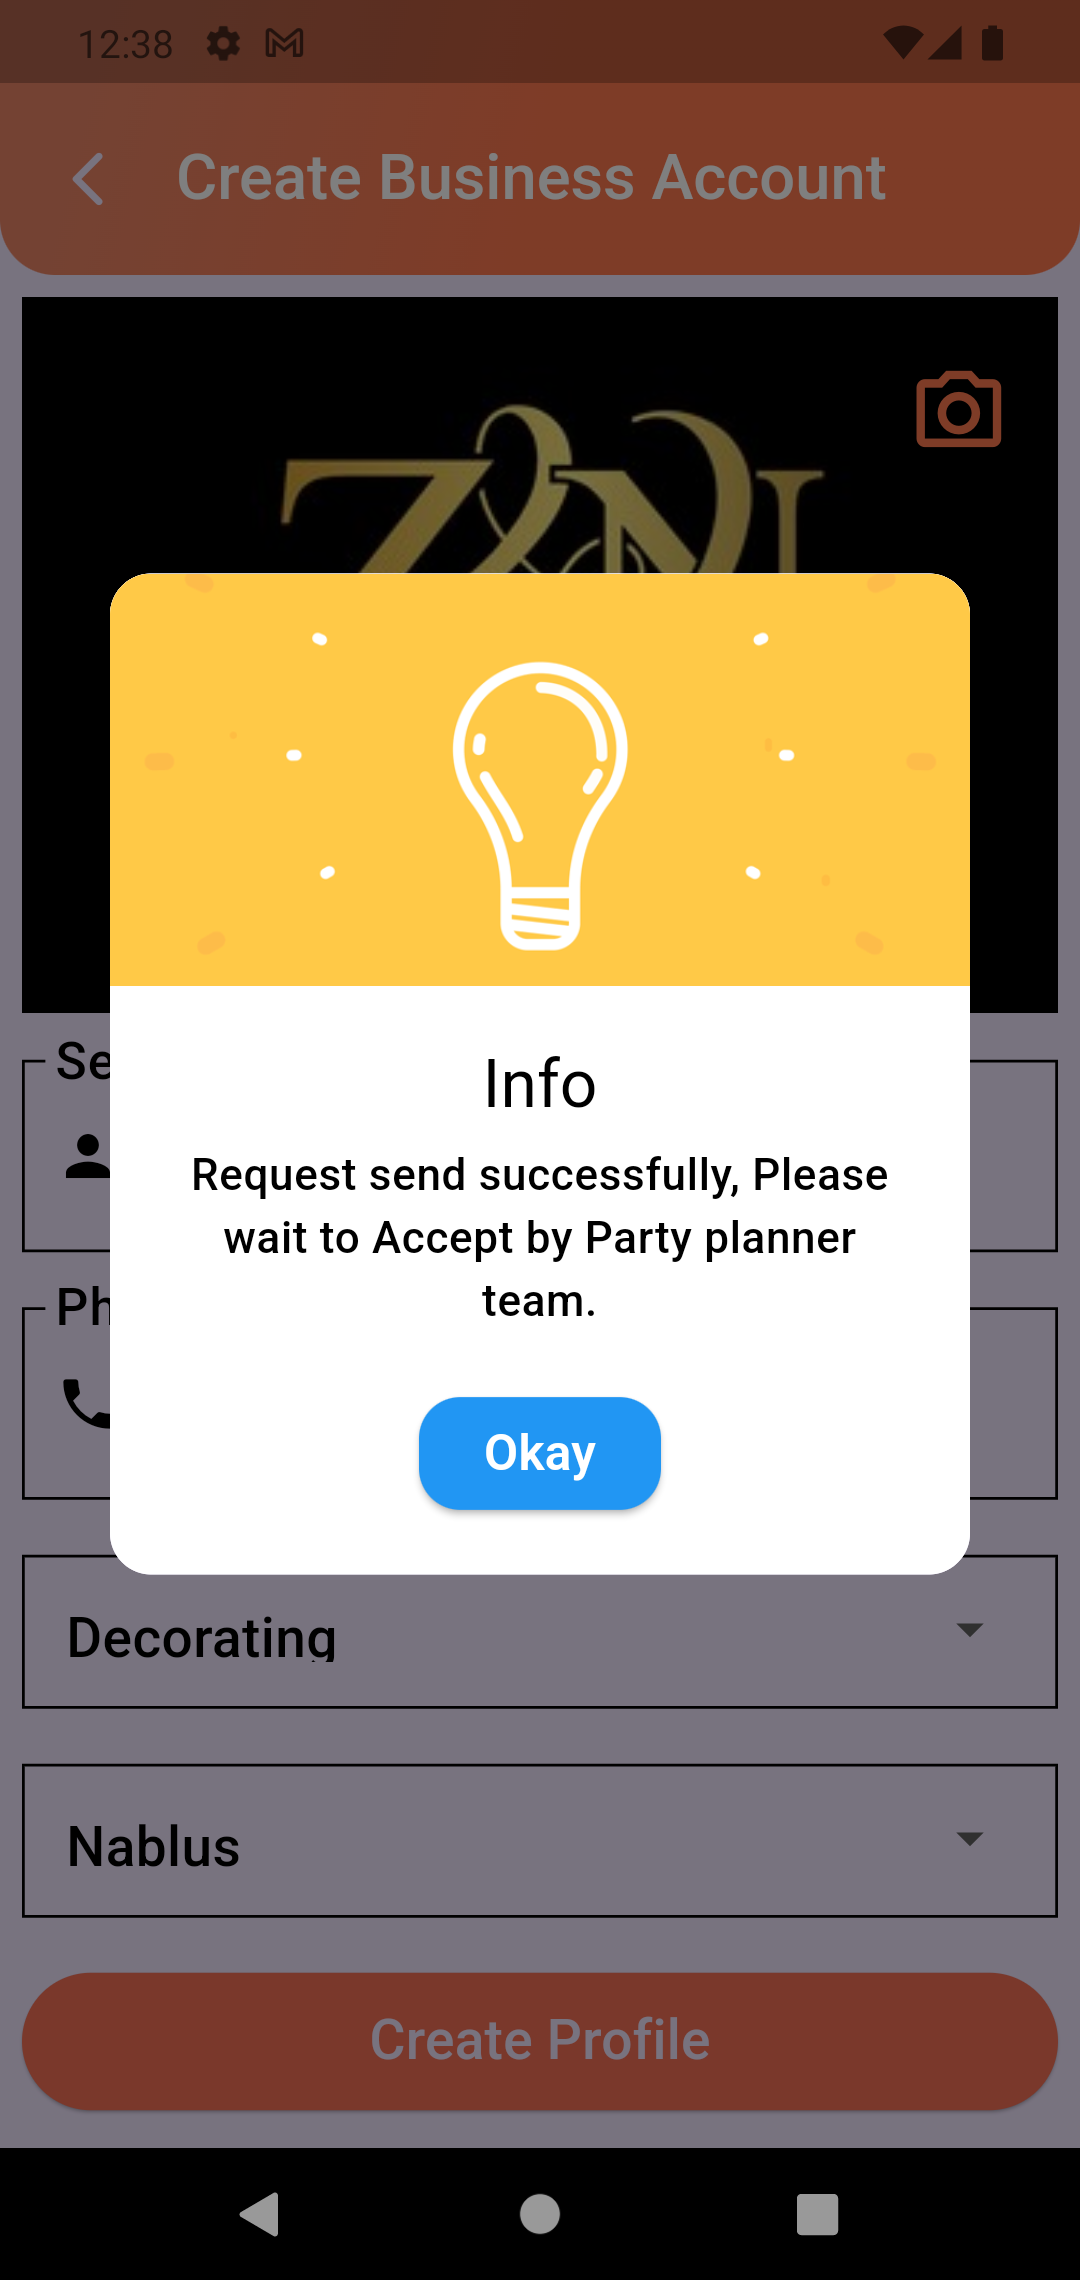 12:38
Create Business Account
Z&N
Info
Request send successfully, Please
wait to Accept by Party planner
team.
Okay
Se
Ph
Decorating
Nablus
Create Profile